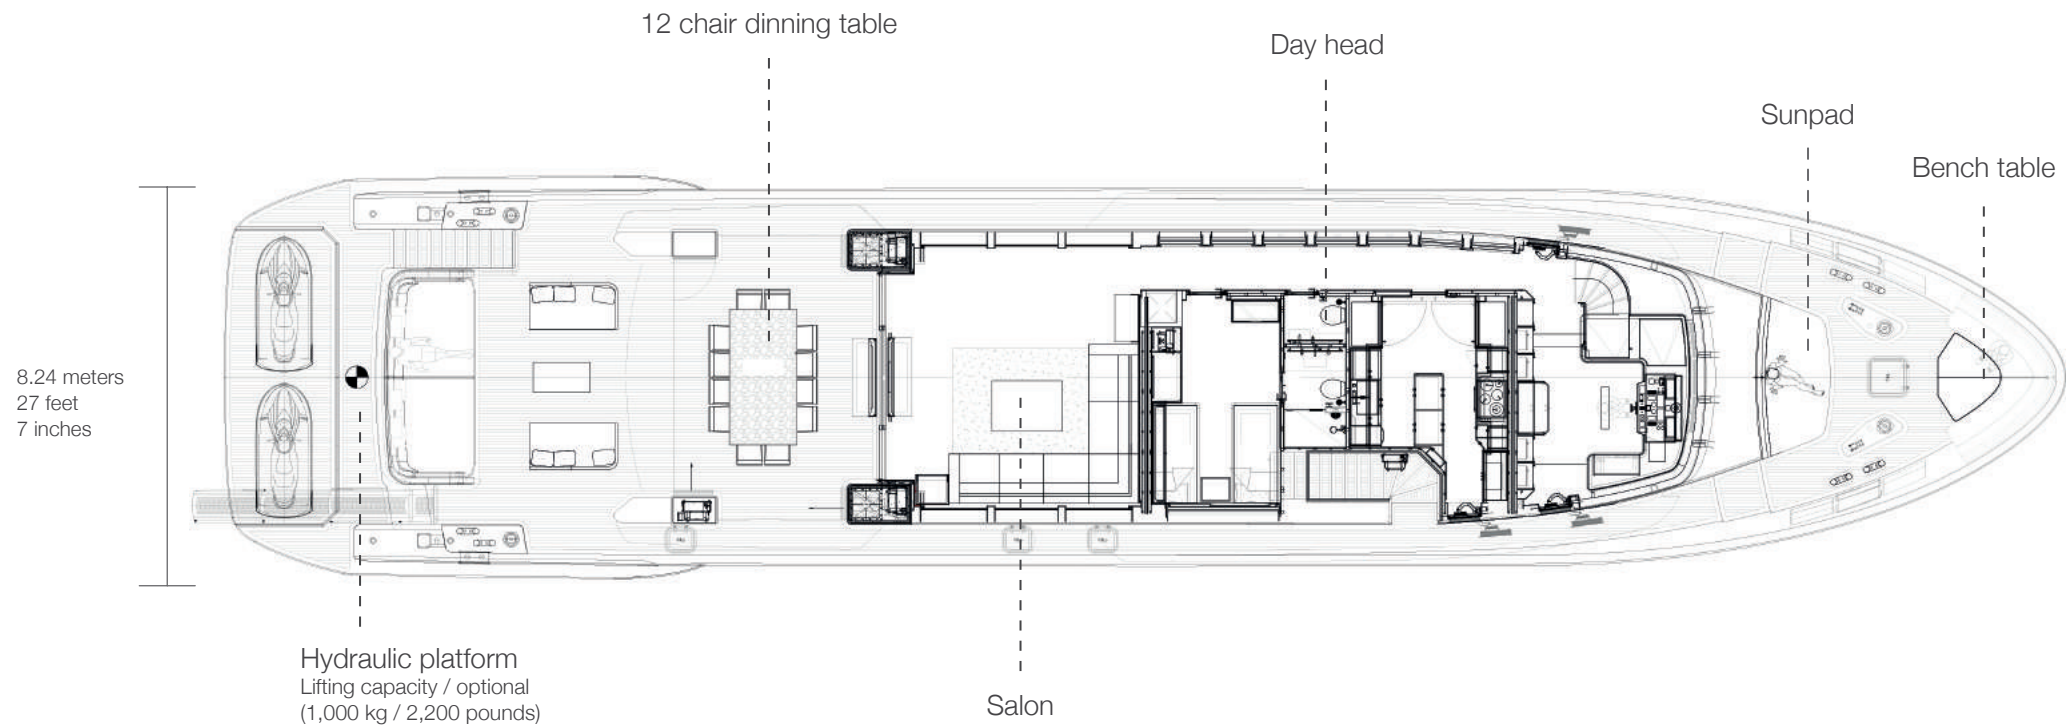 12 chair dinning table
Day head
Sunpad
Bench table
8.24 meters
27 feet
7 inches
Hydraulic platform
Lifting capacity / optional
(1,000 kg / 2,200 pounds)
Salon